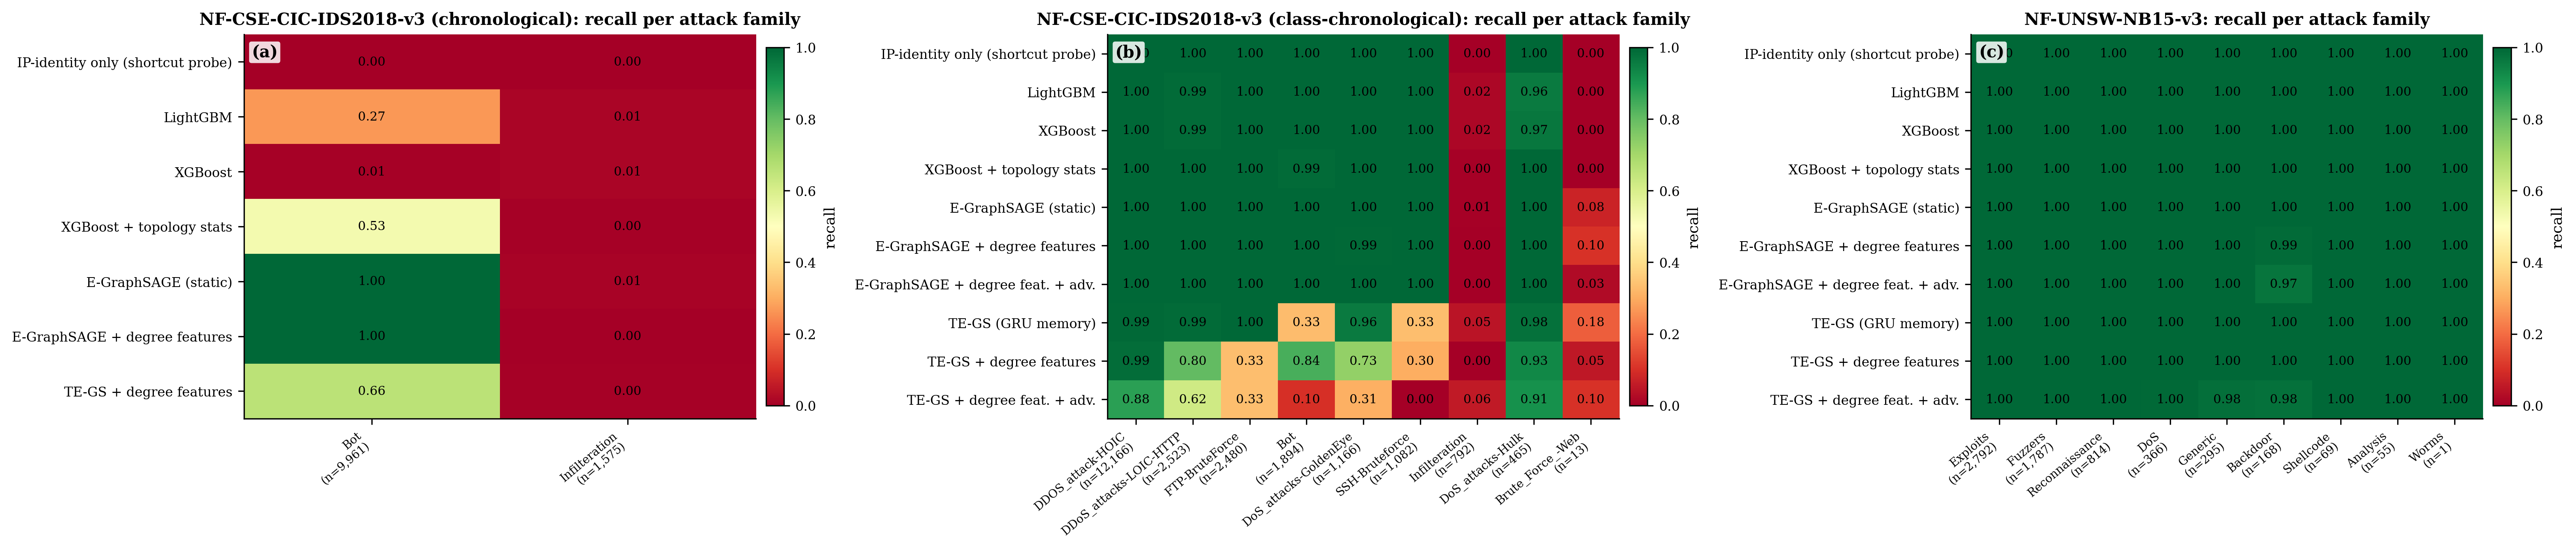 NF-CSE-CIC-IDS2018-v3 (chronological): recall per attack family
(a)
IP-identity only (shortcut probe) 0.00 0.00
LightGBM 0.27 0.01
XGBoost 0.01 0.01
XGBoost + topology stats 0.53 0.00
E-GraphSAGE (static) 1.00 0.01
E-GraphSAGE + degree features 1.00 0.00
TE-GS + degree features 0.66 0.00
Bot
(n=9,961)
Infilteration
(n=1,575)
1.0
0.8
0.6
0.4
0.2
0.0
recall
NF-CSE-CIC-IDS2018-v3 (class-chronological): recall per attack family
(b)
IP-identity only (shortcut probe) 1.00 1.00 1.00 1.00 1.00 0.00 1.00 0.00
LightGBM 1.00 0.99 1.00 1.00 1.00 1.00 0.02 0.96 0.00
XGBoost 1.00 0.99 1.00 1.00 1.00 1.00 0.02 0.97 0.00
XGBoost + topology stats 1.00 1.00 1.00 0.99 1.00 1.00 0.00 1.00 0.00
E-GraphSAGE (static) 1.00 1.00 1.00 1.00 1.00 1.00 0.01 1.00 0.08
E-GraphSAGE + degree features 1.00 1.00 1.00 1.00 0.99 1.00 0.00 1.00 0.10
E-GraphSAGE + degree feat. + adv. 1.00 1.00 1.00 1.00 1.00 1.00 0.00 1.00 0.03
TE-GS (GRU memory) 0.99 0.99 1.00 0.33 0.96 0.33 0.05 0.98 0.18
TE-GS + degree features 0.99 0.80 0.33 0.84 0.73 0.30 0.00 0.93 0.05
TE-GS + degree feat. + adv. 0.88 0.62 0.33 0.10 0.31 0.00 0.06 0.91 0.10
DDOS_attack-HOIC
(n=12,166)
DDoS_attacks-LOIC-HTTP
(n=2,523)
FTP-BruteForce
(n=2,480)
Bot
(n=1,894)
DoS_attacks-GoldenEye
(n=1,166)
SSH-Bruteforce
(n=1,082)
Infilteration
(n=792)
DoS_attacks-Hulk
(n=465)
Brute_Force_-Web
(n=13)
1.0
0.8
0.6
0.4
0.2
0.0
recall
NF-UNSW-NB15-v3: recall per attack family
(c)
IP-identity only (shortcut probe) 1.00 1.00 1.00 1.00 1.00 1.00 1.00 1.00
LightGBM 1.00 1.00 1.00 1.00 1.00 1.00 1.00 1.00 1.00
XGBoost 1.00 1.00 1.00 1.00 1.00 1.00 1.00 1.00 1.00
XGBoost + topology stats 1.00 1.00 1.00 1.00 1.00 1.00 1.00 1.00 1.00
E-GraphSAGE (static) 1.00 1.00 1.00 1.00 1.00 1.00 1.00 1.00 1.00
E-GraphSAGE + degree features 1.00 1.00 1.00 1.00 1.00 0.99 1.00 1.00 1.00
E-GraphSAGE + degree feat. + adv. 1.00 1.00 1.00 1.00 1.00 0.97 1.00 1.00 1.00
TE-GS (GRU memory) 1.00 1.00 1.00 1.00 1.00 1.00 1.00 1.00 1.00
TE-GS + degree features 1.00 1.00 1.00 1.00 1.00 1.00 1.00 1.00 1.00
TE-GS + degree feat. + adv. 1.00 1.00 1.00 1.00 0.98 0.98 1.00 1.00 1.00
Exploits
(n=2,792)
Fuzzers
(n=1,787)
Reconnaissance
(n=814)
DoS
(n=366)
Generic
(n=295)
Backdoor
(n=168)
Shellcode
(n=69)
Analysis
(n=55)
Worms
(n=1)
1.0
0.8
0.6
0.4
0.2
0.0
recall